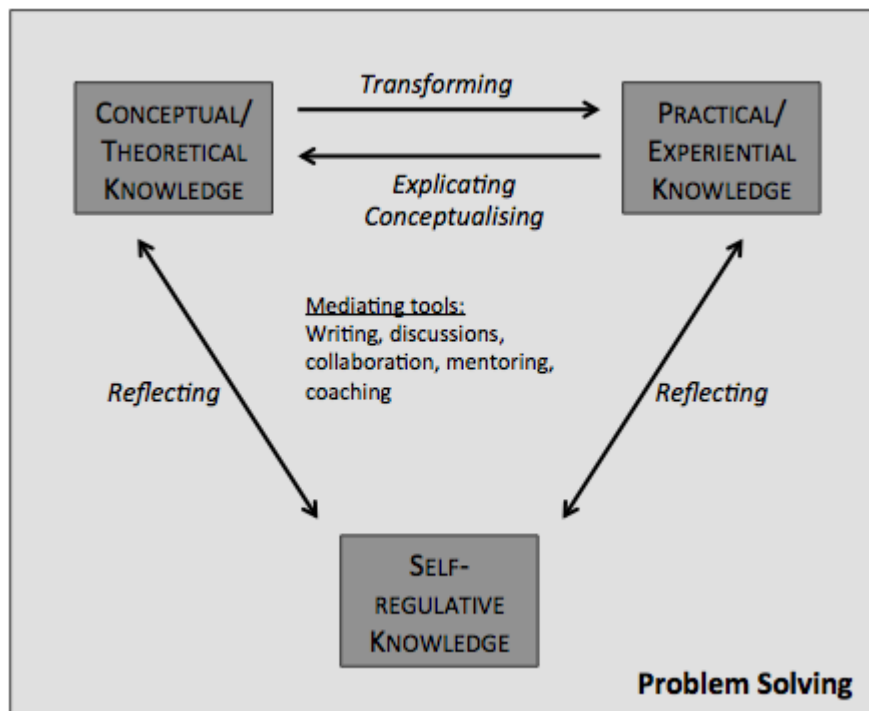 Transforming
CONCEPTUAL/
THEORETICAL
KNOWLEDGE
PRACTICAL/
EXPERIENTIAL
KNOWLEDGE
Explicating
Conceptualising
Mediating tools:
Writing, discussions,
collaboration, mentoring,
coaching
Reflecting
Reflecting
SELF-
REGULATIVE
KNOWLEDGE
Problem Solving